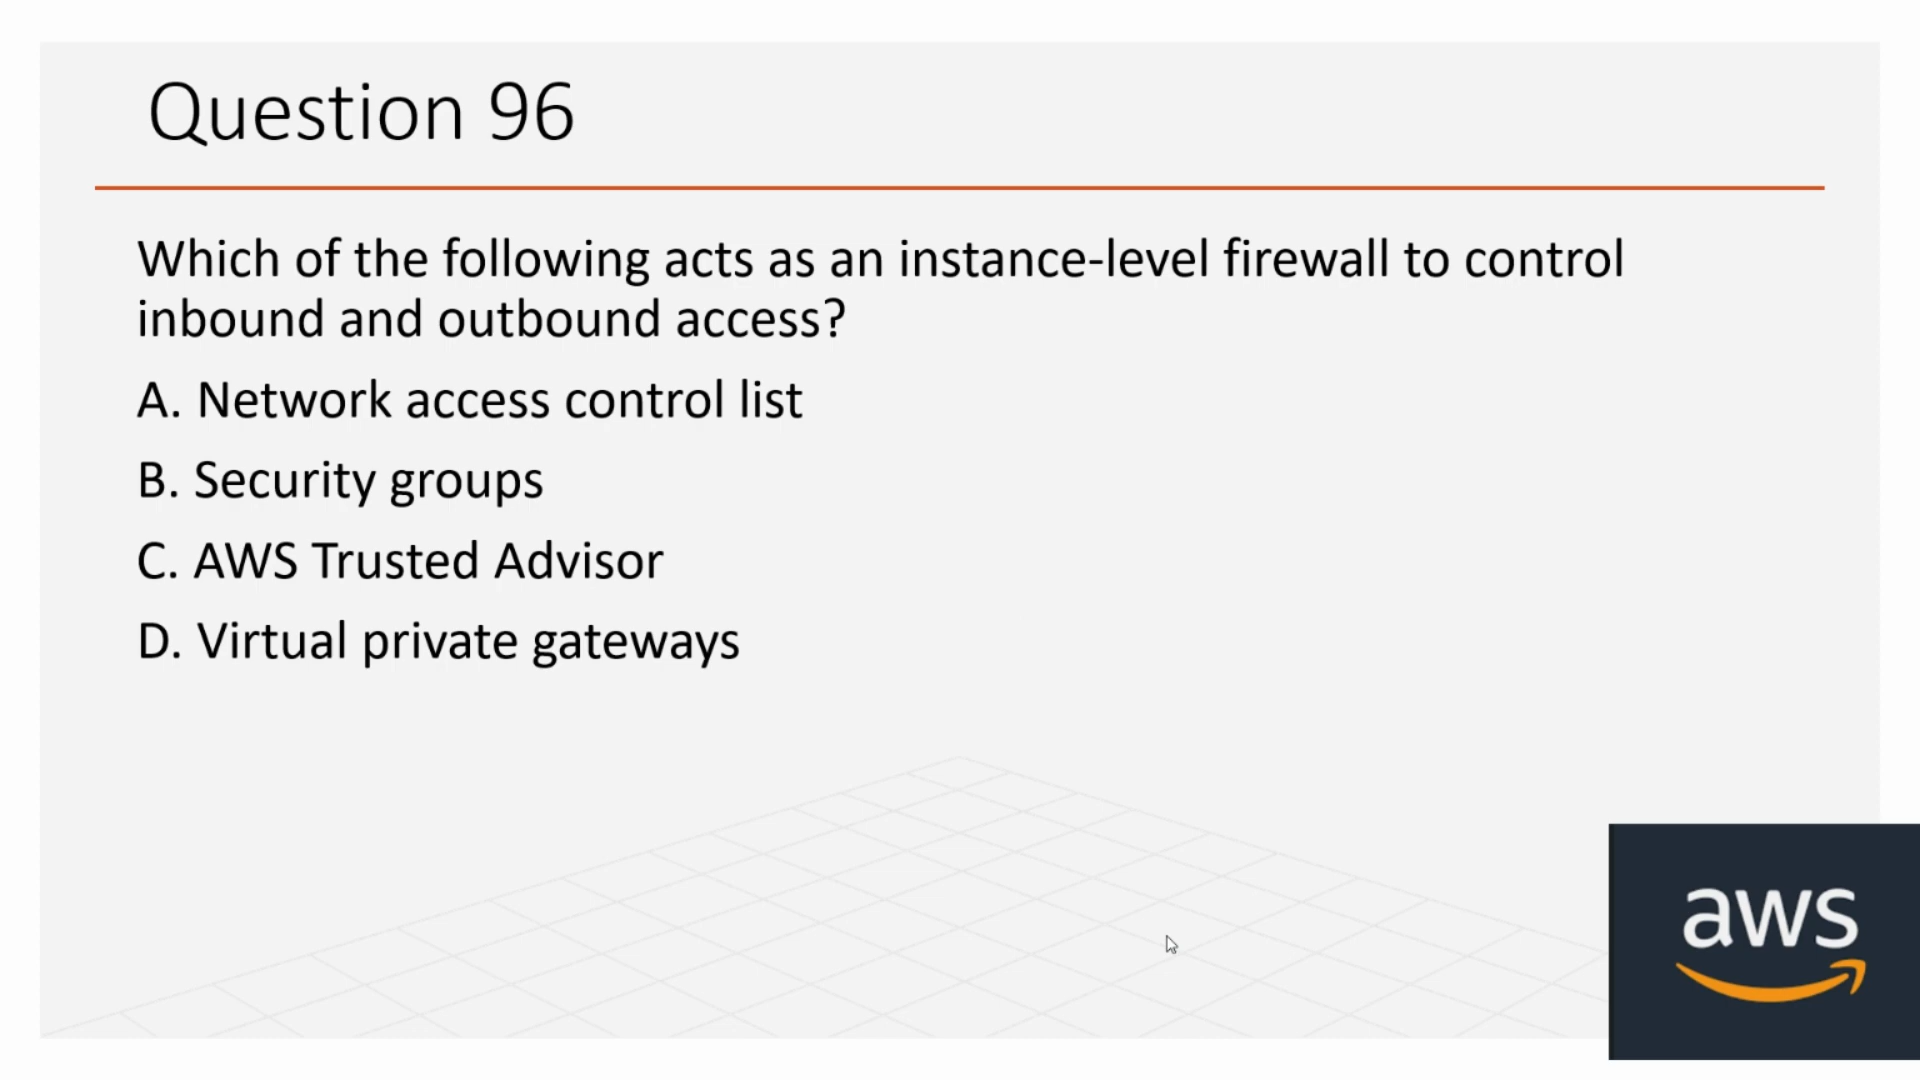 Question 96
Which of the following acts as an instance-level firewall to control
inbound and outbound access?
A. Network access control list
B. Security groups
C. AWS Trusted Advisor
D. Virtual private gateways
aws